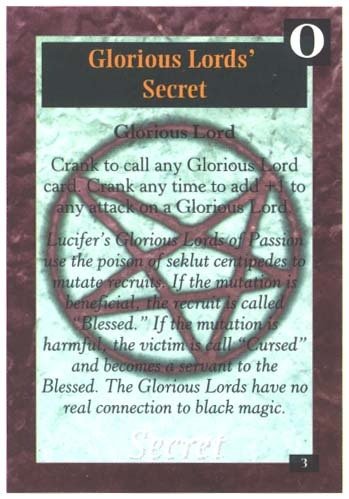 O
Glorious Lords'
Secret
Glorious Lord
Crank to call any Glorious Lord
card. Crank any time to add +1 to
any attack on a Glorious Lord
Lucifer's Glorious Lords of Passion
use the poison of seklut centipedes to
mutate recruits. If the mutation is
beneficial, the recruit is called
"Blessed." If the mutation is
harmful, the victim is call "Cursed"
and becomes a servant to the
Blessed. The Glorious Lords have no
real connection to black magic.
Secret
3